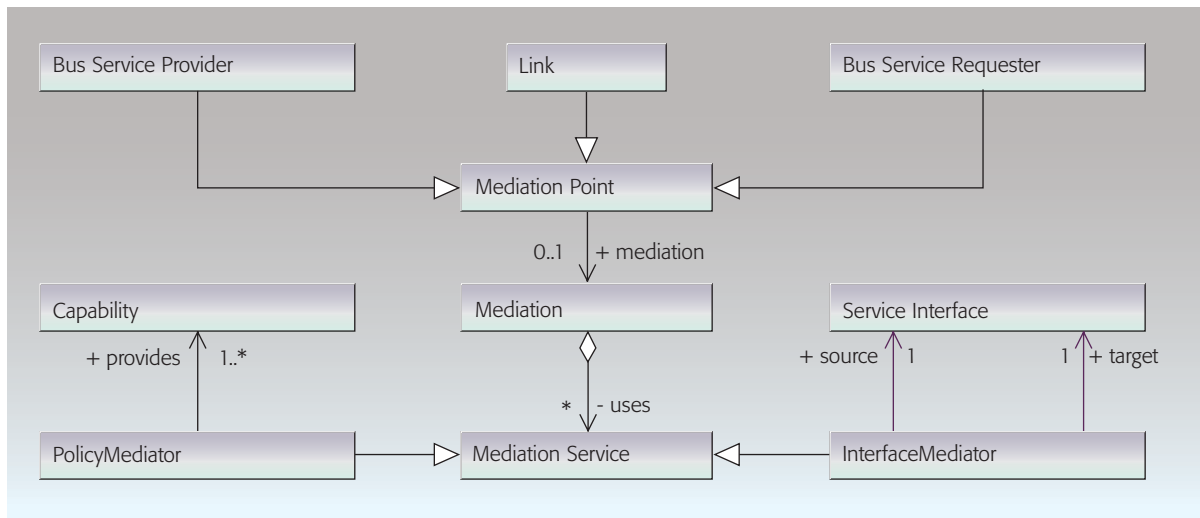 Bus Service Provider
Link
Bus Service Requester
Mediation Point
0..1 + mediation
Capability
Mediation
Service Interface
+ provides 1..*
+ source 1
1 + target
* - uses
PolicyMediator
Mediation Service
InterfaceMediator